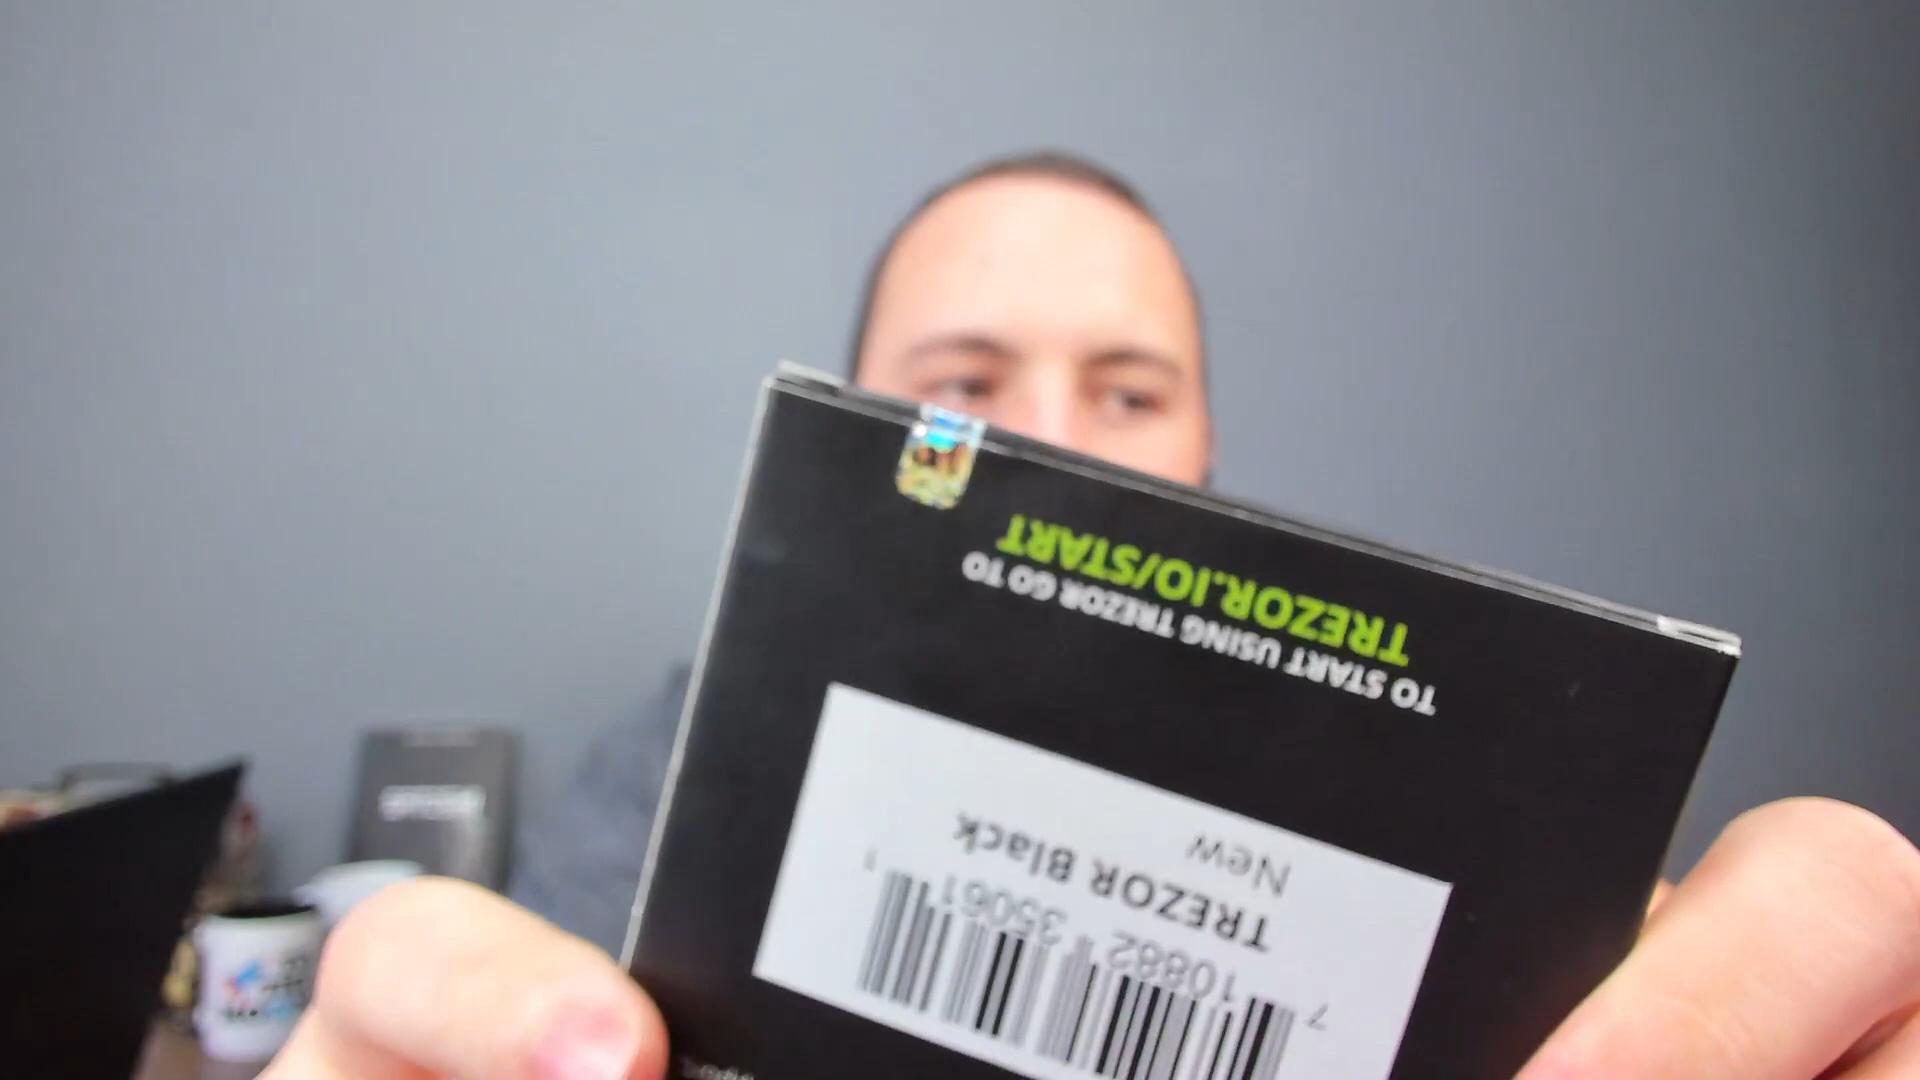 TO START USING TREZOR GO TO
TREZOR.IO/START
New
TREZOR Black
7 10882 35061 1